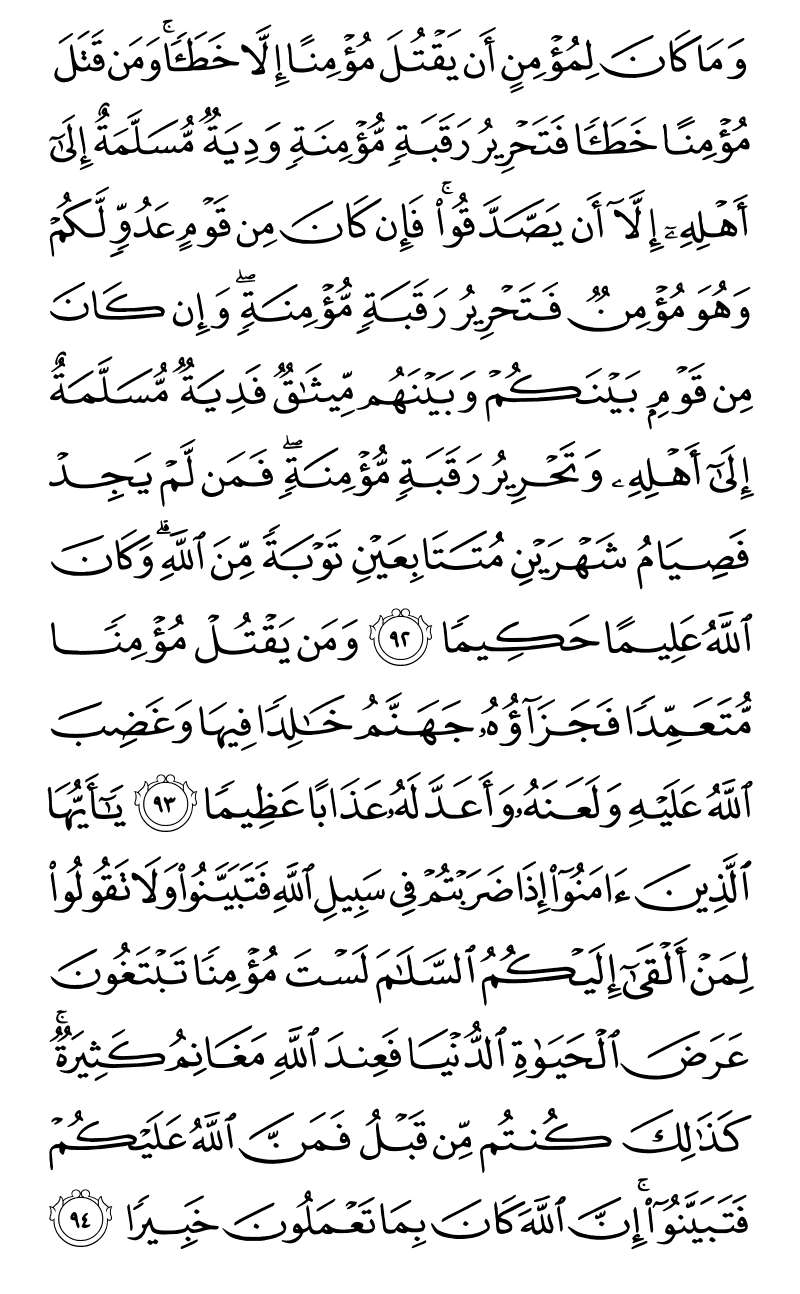 وَمَا كَانَ لِمُؤْمِنٍ أَن يَقْتُلَ مُؤْمِنًا إِلَّا خَطَـًٔا ۚ وَمَن قَتَلَ
مُؤْمِنًا خَطَـًٔا فَتَحْرِيرُ رَقَبَةٍ مُّؤْمِنَةٍ وَدِيَةٌ مُّسَلَّمَةٌ إِلَىٰٓ
أَهْلِهِۦٓ إِلَّآ أَن يَصَّدَّقُوا۟ ۚ فَإِن كَانَ مِن قَوْمٍ عَدُوٍّ لَّكُمْ
وَهُوَ مُؤْمِنٌ فَتَحْرِيرُ رَقَبَةٍ مُّؤْمِنَةٍ ۖ وَإِن كَانَ
مِن قَوْمٍۭ بَيْنَكُمْ وَبَيْنَهُم مِّيثَـٰقٌ فَدِيَةٌ مُّسَلَّمَةٌ
إِلَىٰٓ أَهْلِهِۦ وَتَحْرِيرُ رَقَبَةٍ مُّؤْمِنَةٍ ۖ فَمَن لَّمْ يَجِدْ
فَصِيَامُ شَهْرَيْنِ مُتَتَابِعَيْنِ تَوْبَةً مِّنَ ٱللَّهِ ۗ وَكَانَ
ٱللَّهُ عَلِيمًا حَكِيمًا ٩٢ وَمَن يَقْتُلْ مُؤْمِنًا
مُّتَعَمِّدًا فَجَزَآؤُهُۥ جَهَنَّمُ خَـٰلِدًا فِيهَا وَغَضِبَ
ٱللَّهُ عَلَيْهِ وَلَعَنَهُۥ وَأَعَدَّ لَهُۥ عَذَابًا عَظِيمًا ٩٣ يَـٰٓأَيُّهَا
ٱلَّذِينَ ءَامَنُوٓا۟ إِذَا ضَرَبْتُمْ فِى سَبِيلِ ٱللَّهِ فَتَبَيَّنُوا۟ وَلَا تَقُولُوا۟
لِمَنْ أَلْقَىٰٓ إِلَيْكُمُ ٱلسَّلَـٰمَ لَسْتَ مُؤْمِنًا تَبْتَغُونَ
عَرَضَ ٱلْحَيَوٰةِ ٱلدُّنْيَا فَعِندَ ٱللَّهِ مَغَانِمُ كَثِيرَةٌ ۚ
كَذَٰلِكَ كُنتُم مِّن قَبْلُ فَمَنَّ ٱللَّهُ عَلَيْكُمْ
فَتَبَيَّنُوٓا۟ ۚ إِنَّ ٱللَّهَ كَانَ بِمَا تَعْمَلُونَ خَبِيرًا ٩٤